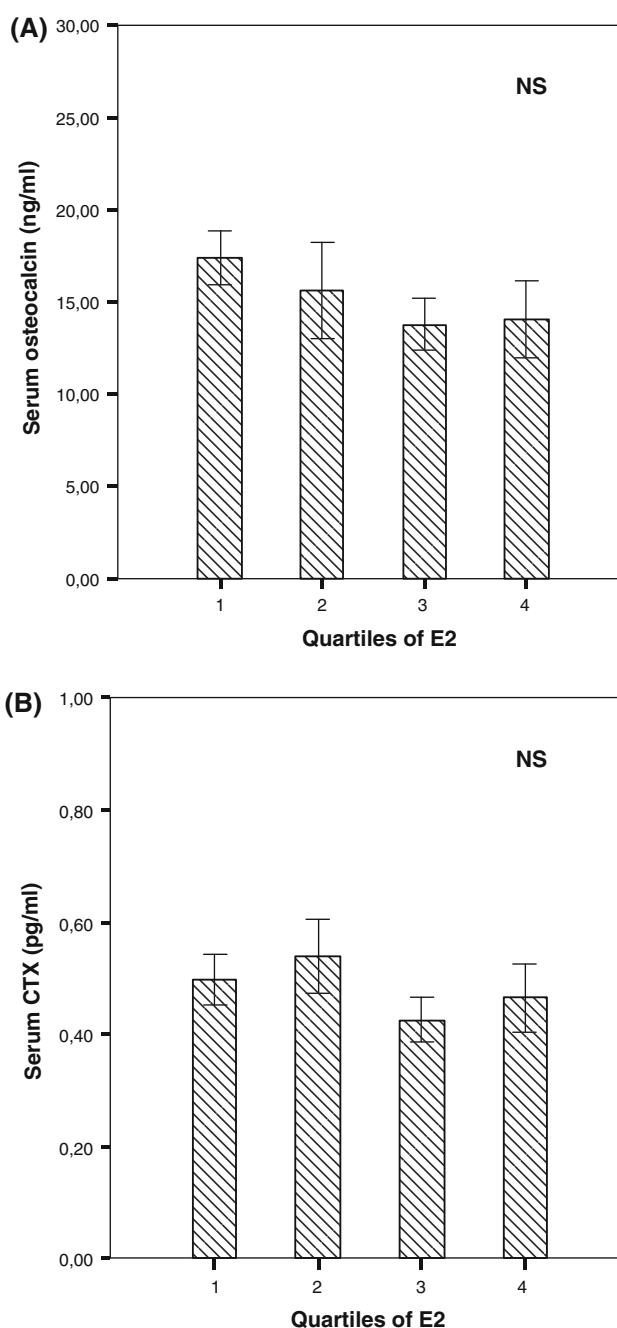 (A)
30,00
NS
25,00
20,00
15,00
10,00
5,00
0,00
Serum osteocalcin (ng/ml)
1 2 3 4
Quartiles of E2
(B)
1,00
NS
0,80
0,60
0,40
0,20
0,00
Serum CTX (pg/ml)
1 2 3 4
Quartiles of E2